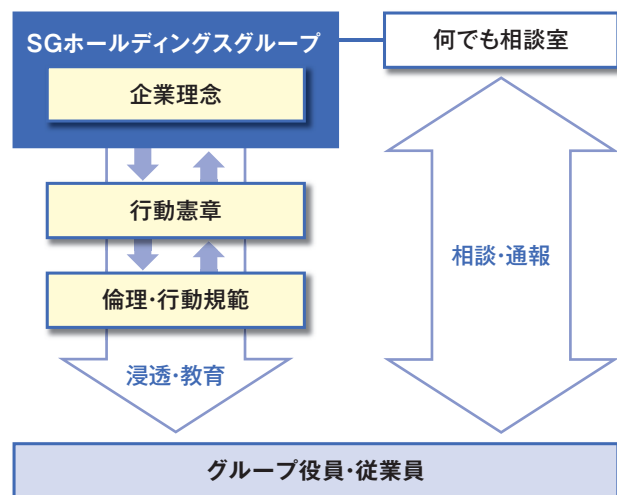 SGホールディングスグループ
何でも相談室
企業理念
行動憲章
相談・通報
倫理・行動規範
浸透・教育
グループ役員・従業員